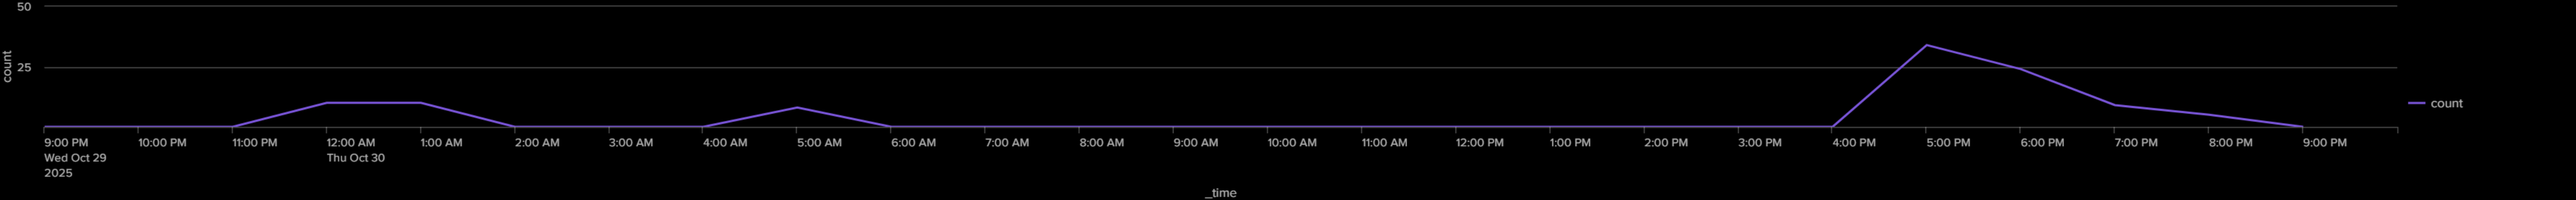 50
25
count
9:00 PM
Wed Oct 29
2025
10:00 PM
11:00 PM
12:00 AM
Thu Oct 30
1:00 AM
2:00 AM
3:00 AM
4:00 AM
5:00 AM
6:00 AM
7:00 AM
8:00 AM
9:00 AM
10:00 AM
11:00 AM
12:00 PM
1:00 PM
2:00 PM
3:00 PM
4:00 PM
5:00 PM
6:00 PM
7:00 PM
8:00 PM
9:00 PM
_time
count